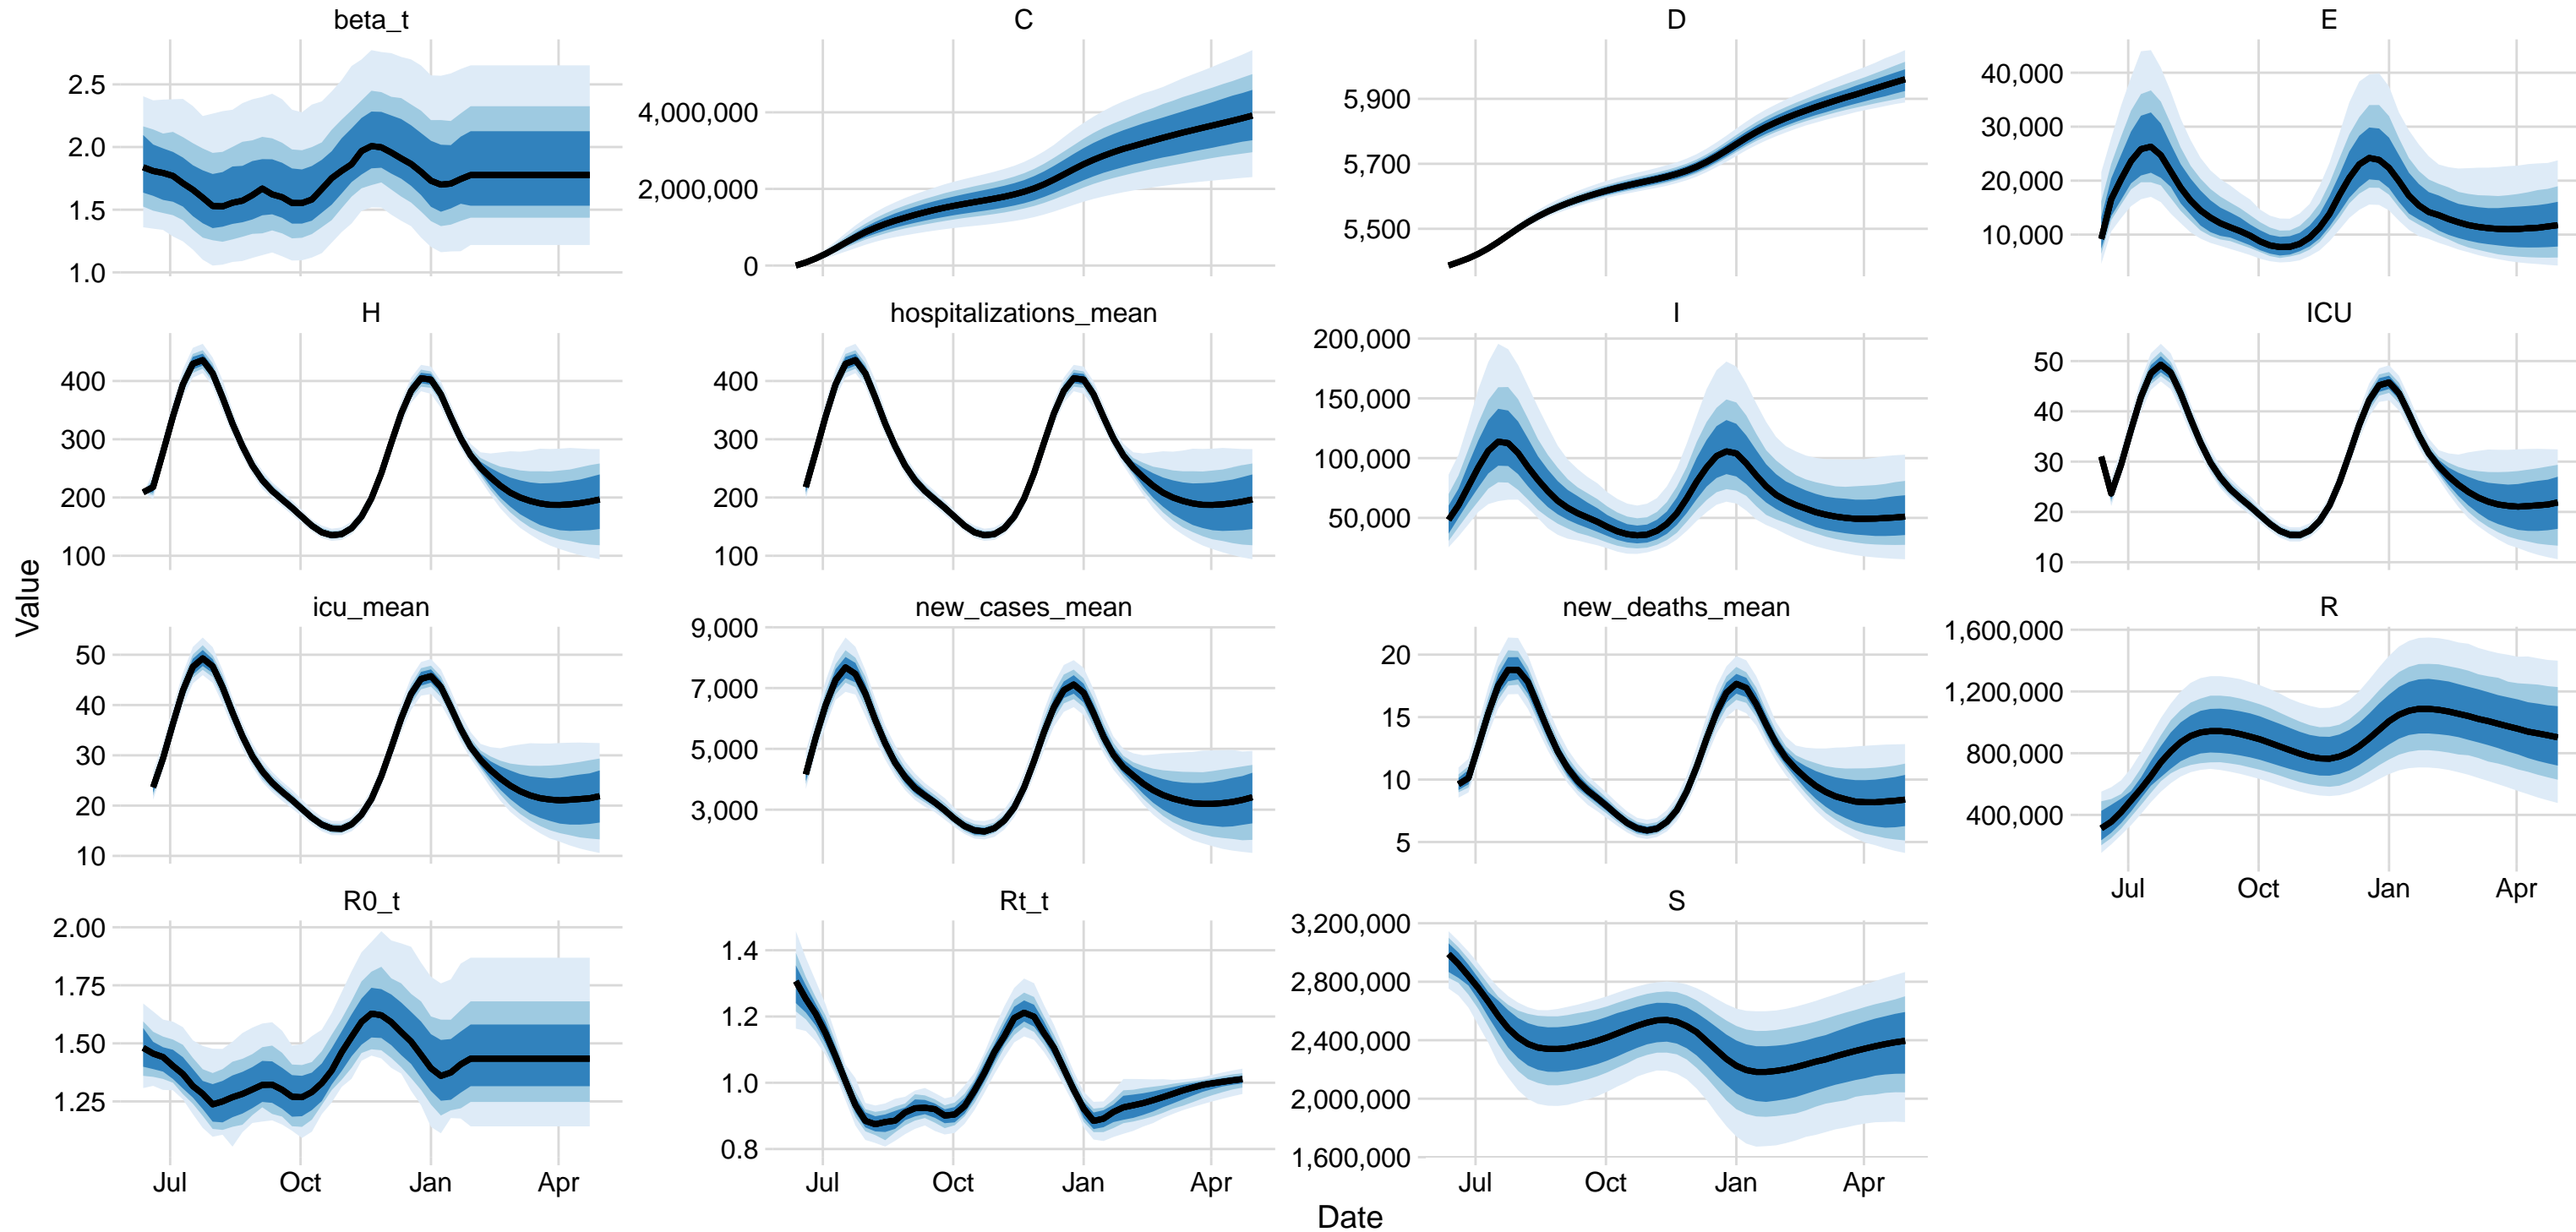 beta_t
C
D
E
2.5
2.0
1.5
1.0
4,000,000
2,000,000
0
5,900
5,700
5,500
40,000
30,000
20,000
10,000
H
hospitalizations_mean
I
ICU
400
300
200
100
400
300
200
100
200,000
150,000
100,000
50,000
50
40
30
20
10
Value
icu_mean
new_cases_mean
new_deaths_mean
R
50
40
30
20
10
9,000
7,000
5,000
3,000
20
15
10
5
1,600,000
1,200,000
800,000
400,000
Jul Oct Jan Apr
R0_t
Rt_t
S
2.00
1.75
1.50
1.25
1.4
1.2
1.0
0.8
3,200,000
2,800,000
2,400,000
2,000,000
1,600,000
Jul Oct Jan Apr
Jul Oct Jan Apr
Jul Oct Jan Apr
Date